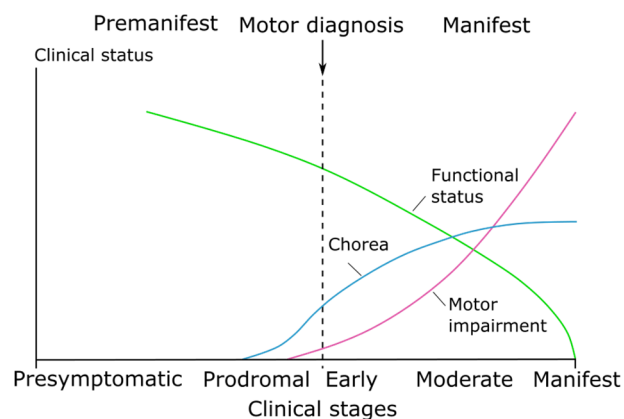 Premanifest Motor diagnosis Manifest
Clinical status
Functional
status
Chorea
Motor
impairment
Presymptomatic Prodromal Early Moderate Manifest
Clinical stages